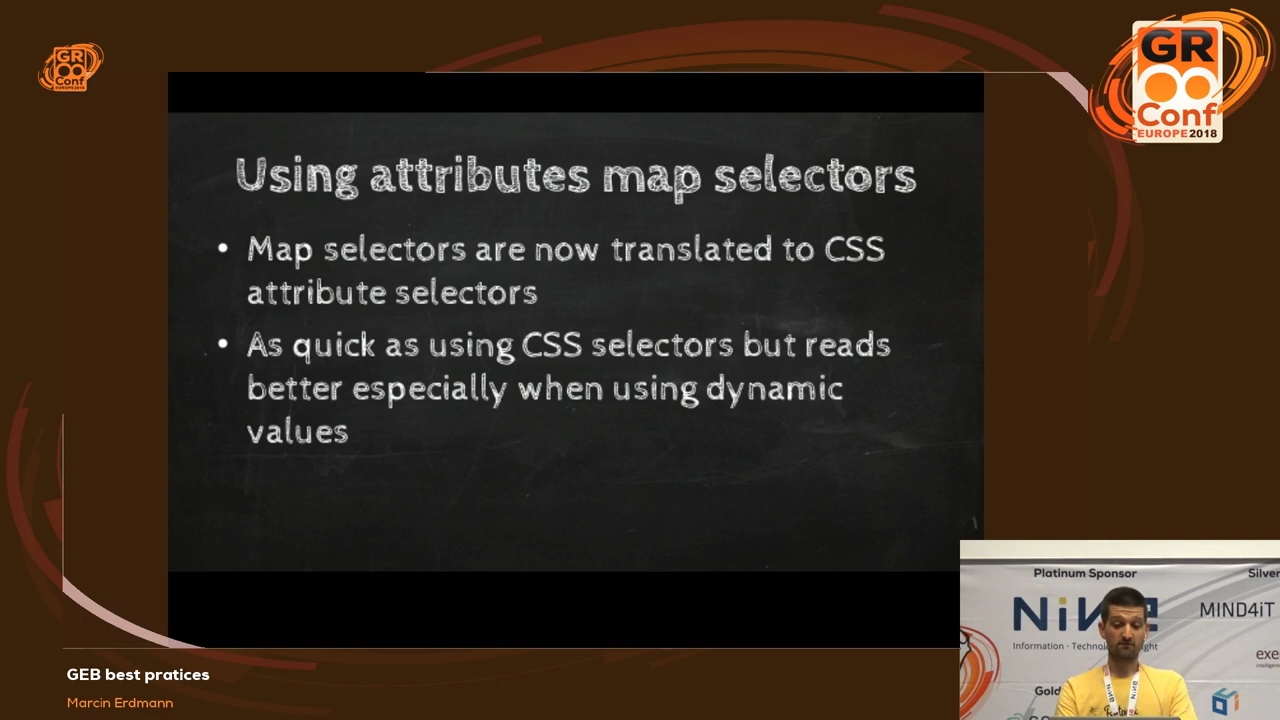 GR
Conf
EUROPE 2018
GR
Conf
EUROPE 2018
Using attributes map selectors
• Map selectors are now translated to CSS
attribute selectors
• As quick as using CSS selectors but reads
better especially when using dynamic
values
Platinum Sponsor
Silver
MIND4iT
Information · Technology
exe
Gold
GEB best pratices
Marcin Erdmann